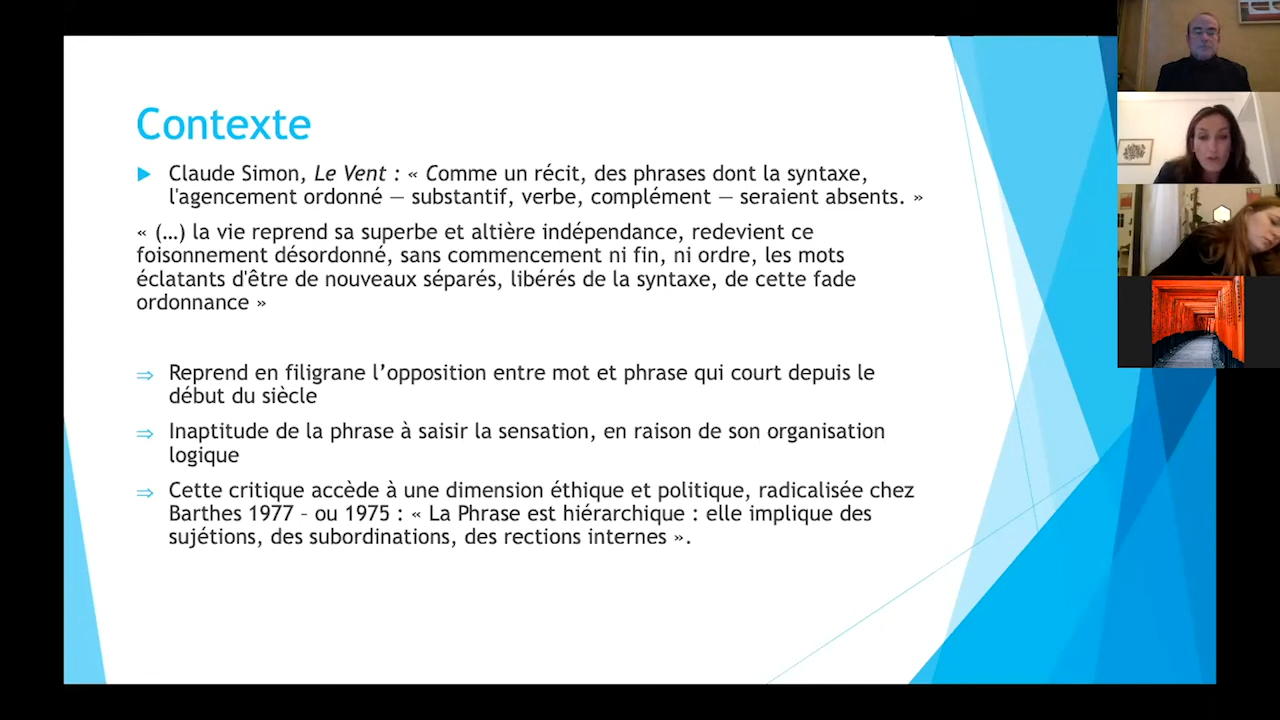 Contexte
Claude Simon, Le Vent : « Comme un récit, des phrases dont la syntaxe,
l'agencement ordonné — substantif, verbe, complément — seraient absents. »
« (…) la vie reprend sa superbe et altière indépendance, redevient ce
foisonnement désordonné, sans commencement ni fin, ni ordre, les mots
éclatants d'être de nouveaux séparés, libérés de la syntaxe, de cette fade
ordonnance »
⇒ Reprend en filigrane l’opposition entre mot et phrase qui court depuis le
début du siècle
⇒ Inaptitude de la phrase à saisir la sensation, en raison de son organisation
logique
⇒ Cette critique accède à une dimension éthique et politique, radicalisée chez
Barthes 1977 – ou 1975 : « La Phrase est hiérarchique : elle implique des
sujétions, des subordinations, des rections internes ».